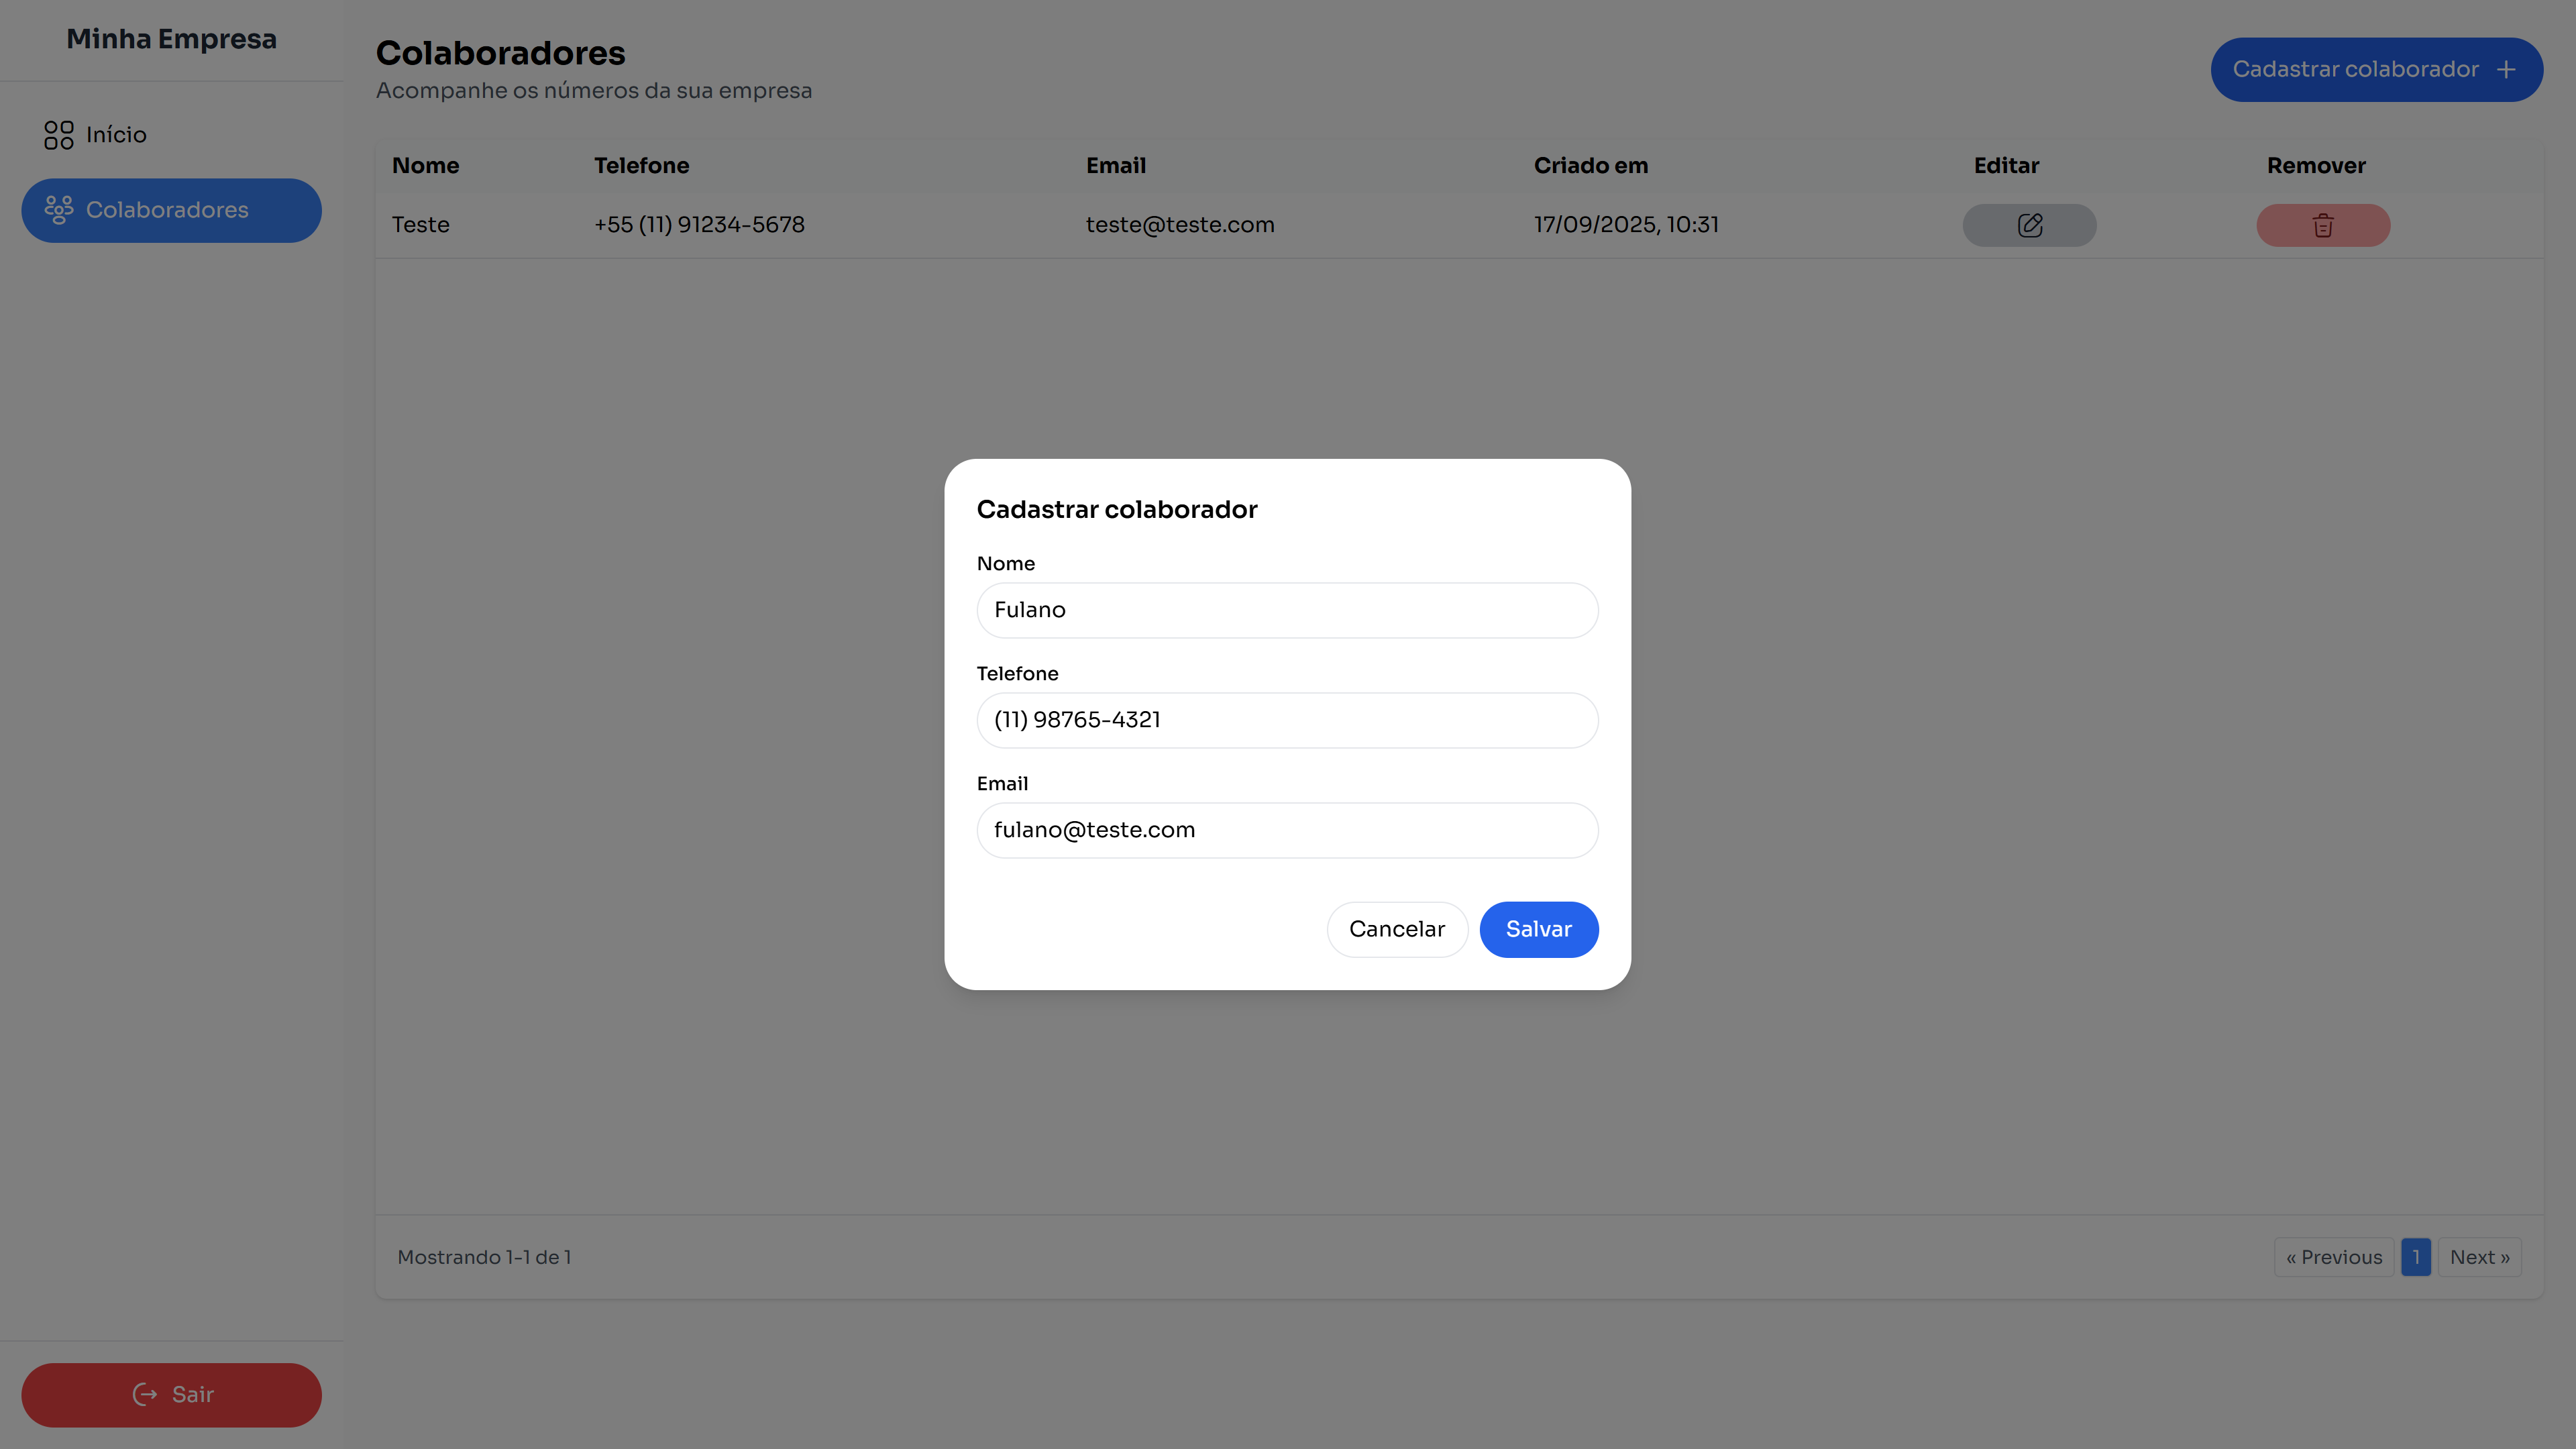 Minha Empresa
Início
Colaboradores
Sair
Colaboradores
Acompanhe os números da sua empresa
Cadastrar colaborador
Nome Telefone Email Criado em Editar Remover
Teste +55 (11) 91234-5678 teste@teste.com 17/09/2025, 10:31
Cadastrar colaborador
Nome
Fulano
Telefone
(11) 98765-4321
Email
fulano@teste.com
Cancelar Salvar
Mostrando 1-1 de 1
« Previous 1 Next »